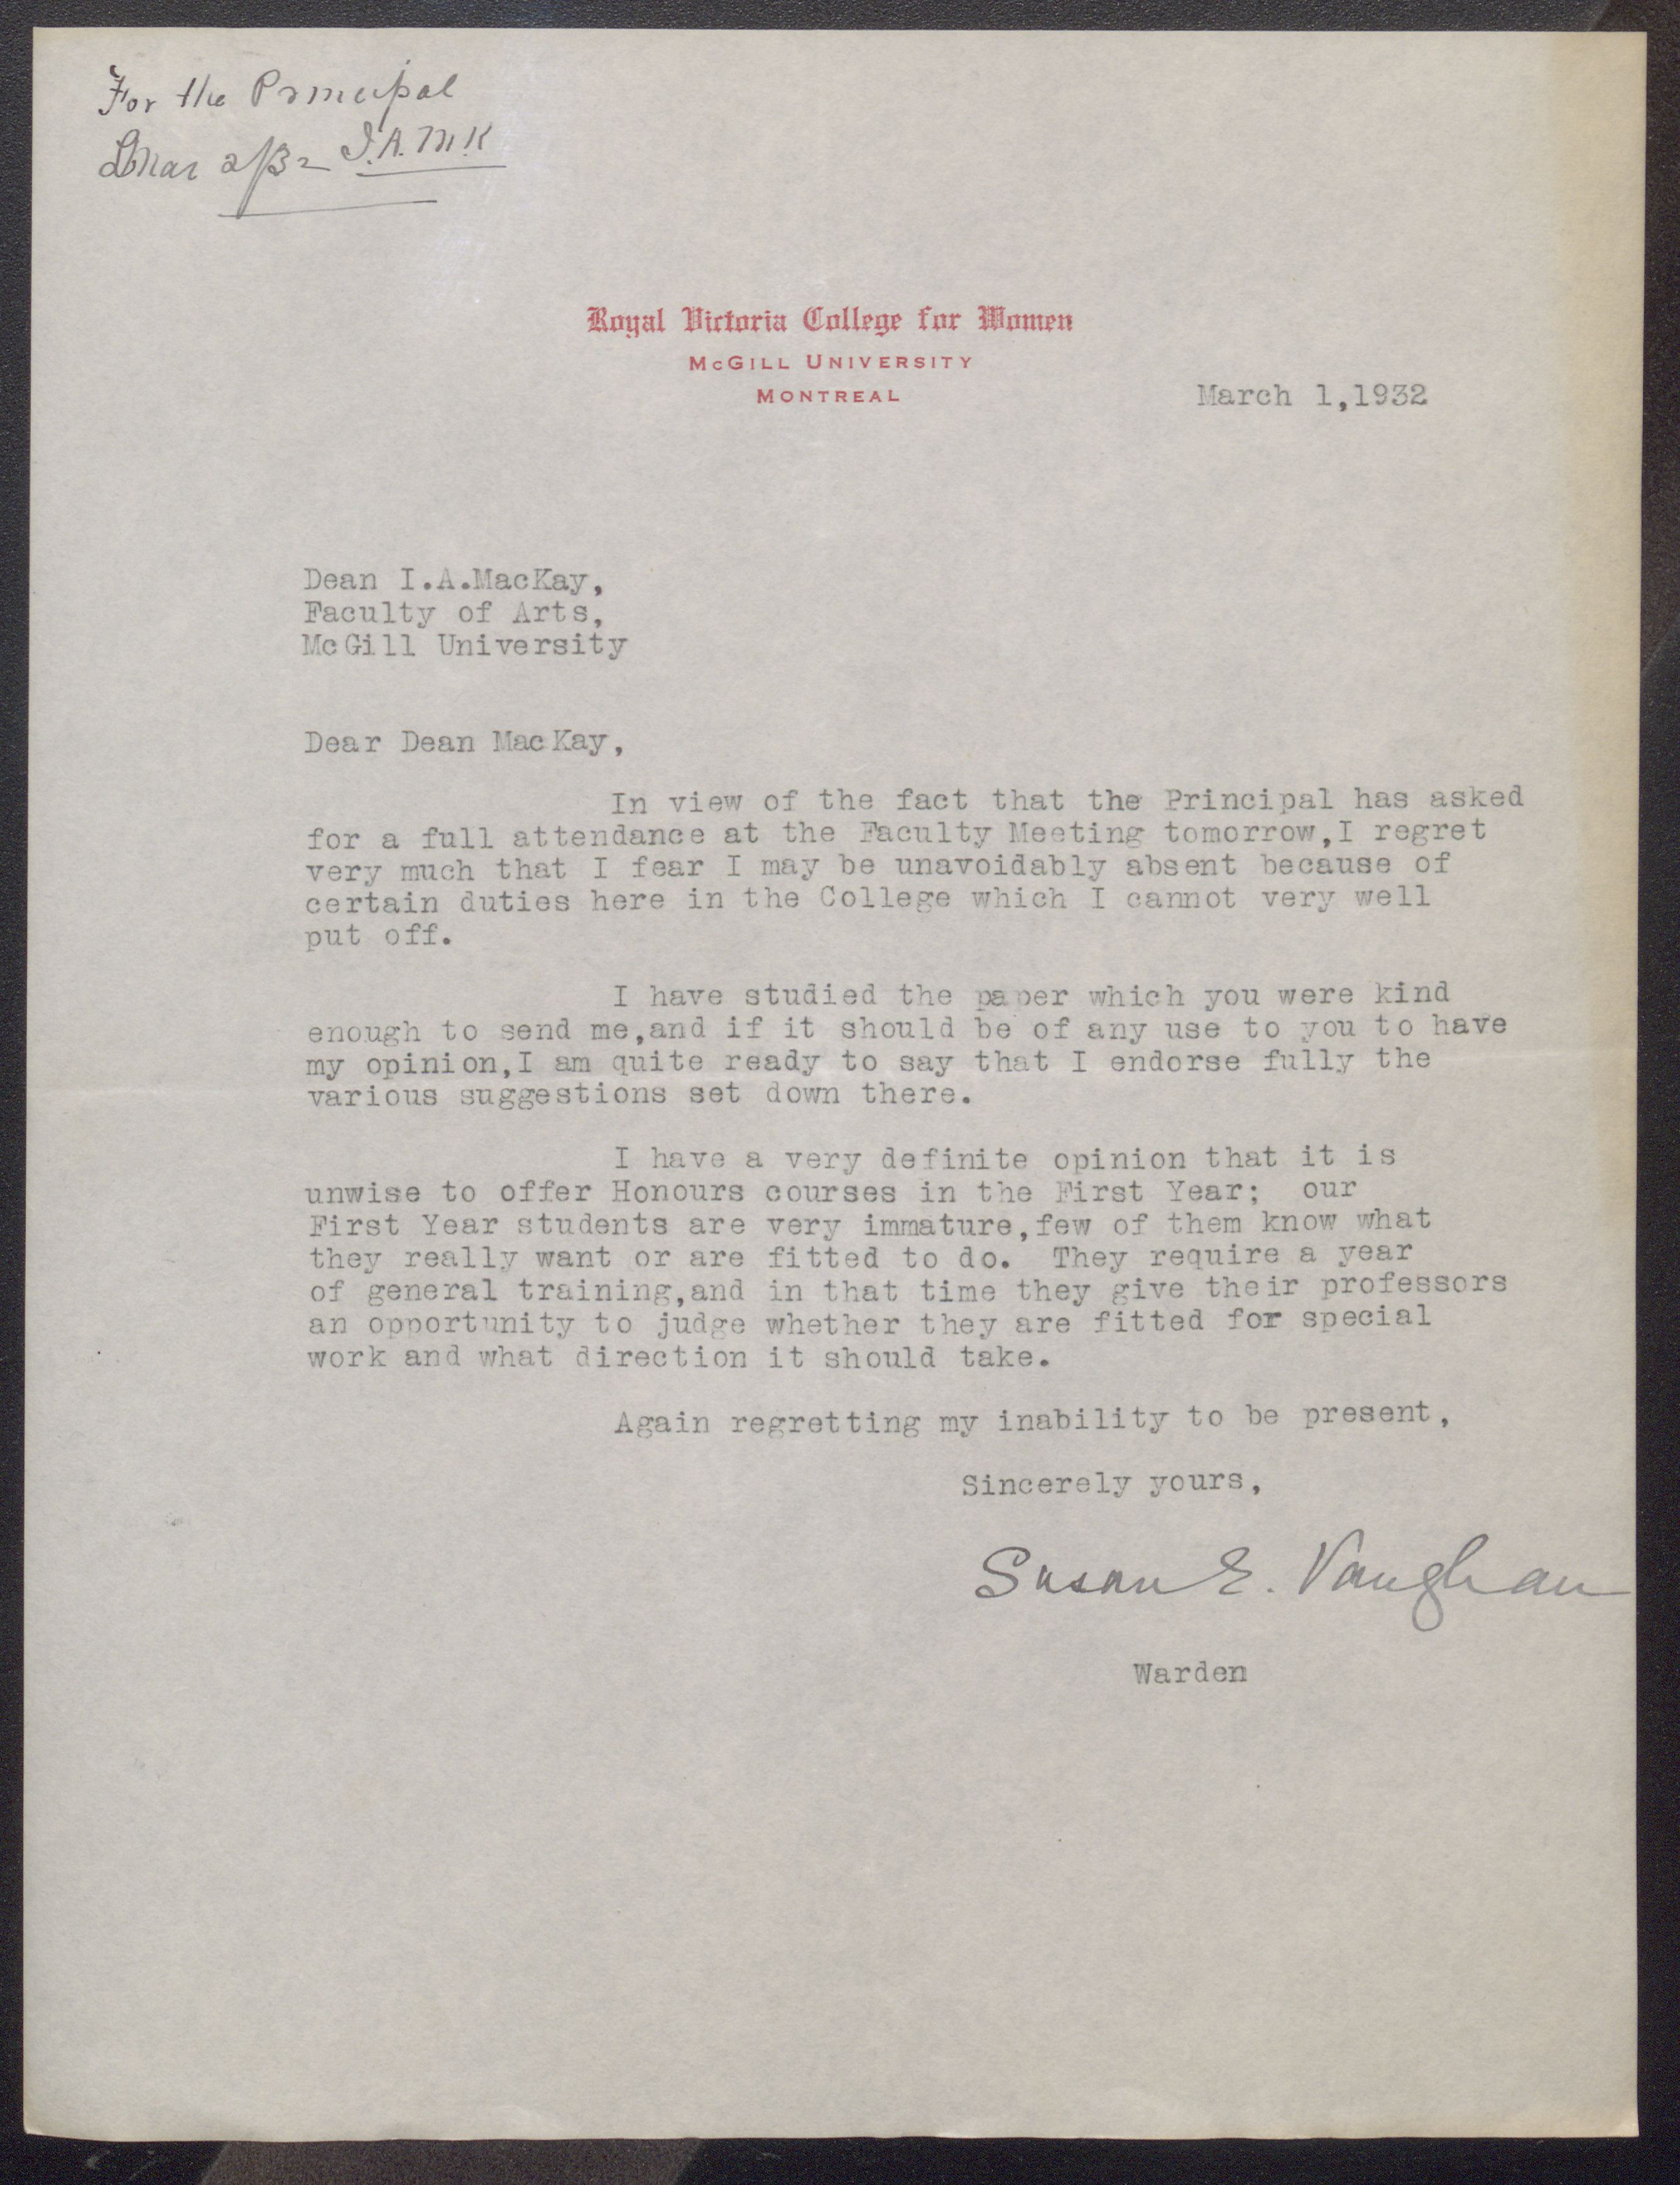 For the Principal
Mar 2/32 I.A.McK
Royal Victoria College for Women
McGILL UNIVERSITY
MONTREAL
March 1,1932
Dean I.A.MacKay,
Faculty of Arts,
McGill University
Dear Dean MacKay,
In view of the fact that the Principal has asked
for a full attendance at the Faculty Meeting tomorrow,I regret
very much that I fear I may be unavoidably absent because of
certain duties here in the College which I cannot very well
put off.
I have studied the paper which you were kind
enough to send me,and if it should be of any use to you to have
my opinion,I am quite ready to say that I endorse fully the
various suggestions set down there.
I have a very definite opinion that it is
unwise to offer Honours courses in the First Year; our
First Year students are very immature,few of them know what
they really want or are fitted to do. They require a year
of general training,and in that time they give their professors
an opportunity to judge whether they are fitted for special
work and what direction it should take.
Again regretting my inability to be present,
Sincerely yours,
Susan E. Vaughan
Warden